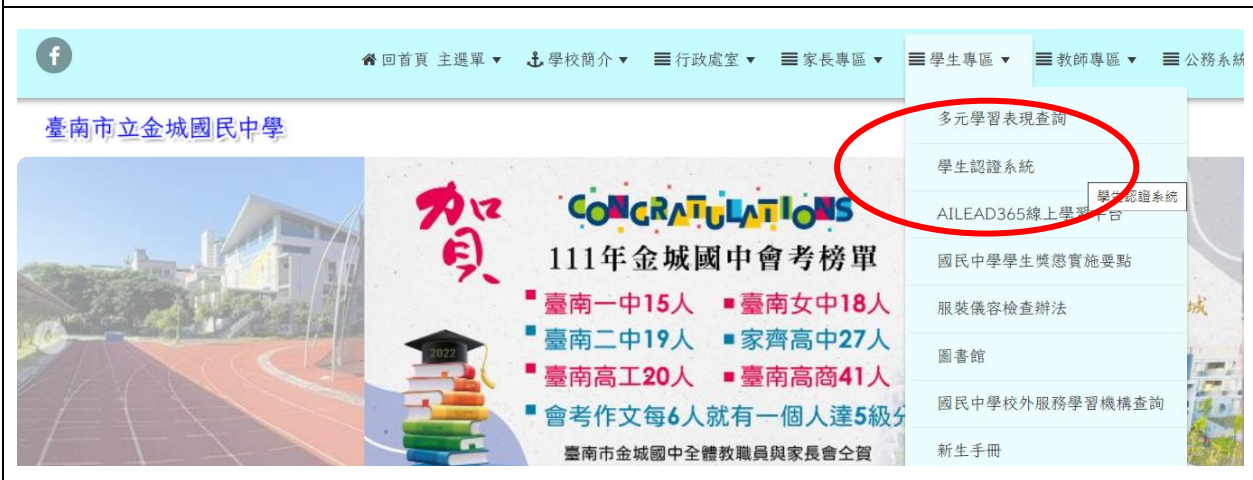 回首頁 主選單 ▼ 學校簡介 ▼ 行政處室 ▼ 家長專區 ▼ 學生專區 ▼ 教師專區 ▼ 公務系統
臺南市立金城國民中學
多元學習表現查詢
學生認證系統
學生認證系統
AILEAD365線上學習平台
國民中學學生獎懲實施要點
服裝儀容檢查辦法
圖書館
國民中學校外服務學習機構查詢
新生手冊
賀
CONGRATULATIONS
111年金城國中會考榜單
臺南一中15人 臺南女中18人
臺南二中19人 家齊高中27人
臺南高工20人 臺南高商41人
會考作文每6人就有一個人達5級分
臺南市金城國中全體教職員與家長會仝賀
2022
城